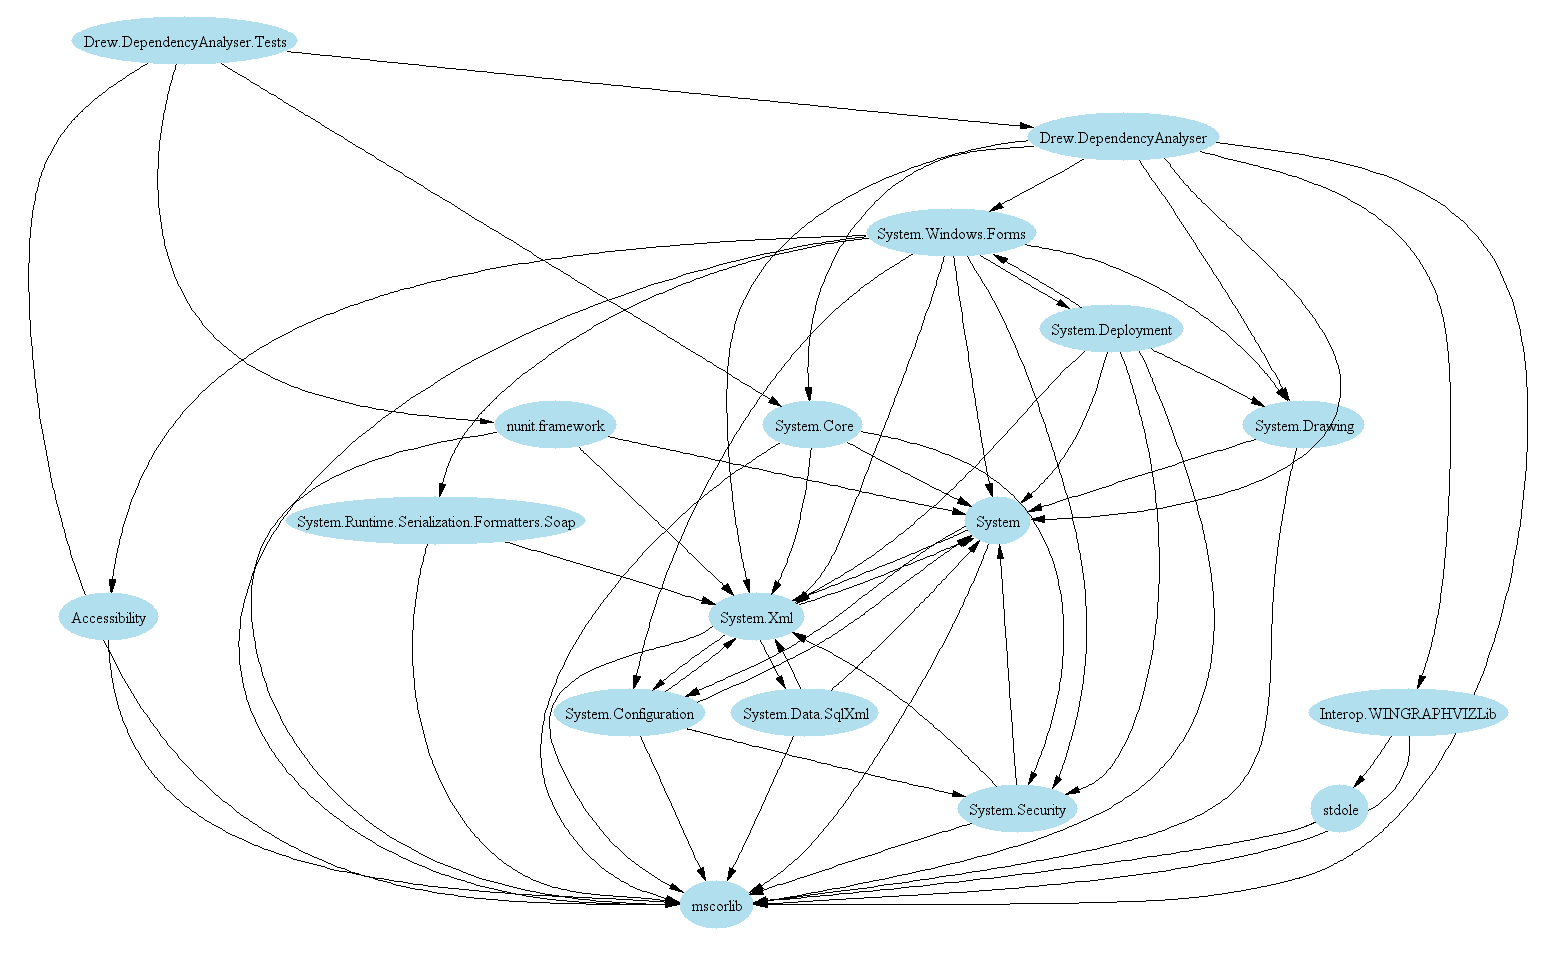 Drew.DependencyAnalyser.Tests
Drew.DependencyAnalyser
System.Windows.Forms
System.Deployment
nunit.framework
System.Core
System.Drawing
System.Runtime.Serialization.Formatters.Soap
System
Accessibility
System.Xml
System.Configuration
System.Data.SqlXml
Interop.WINGRAPHVIZLib
System.Security
stdole
mscorlib